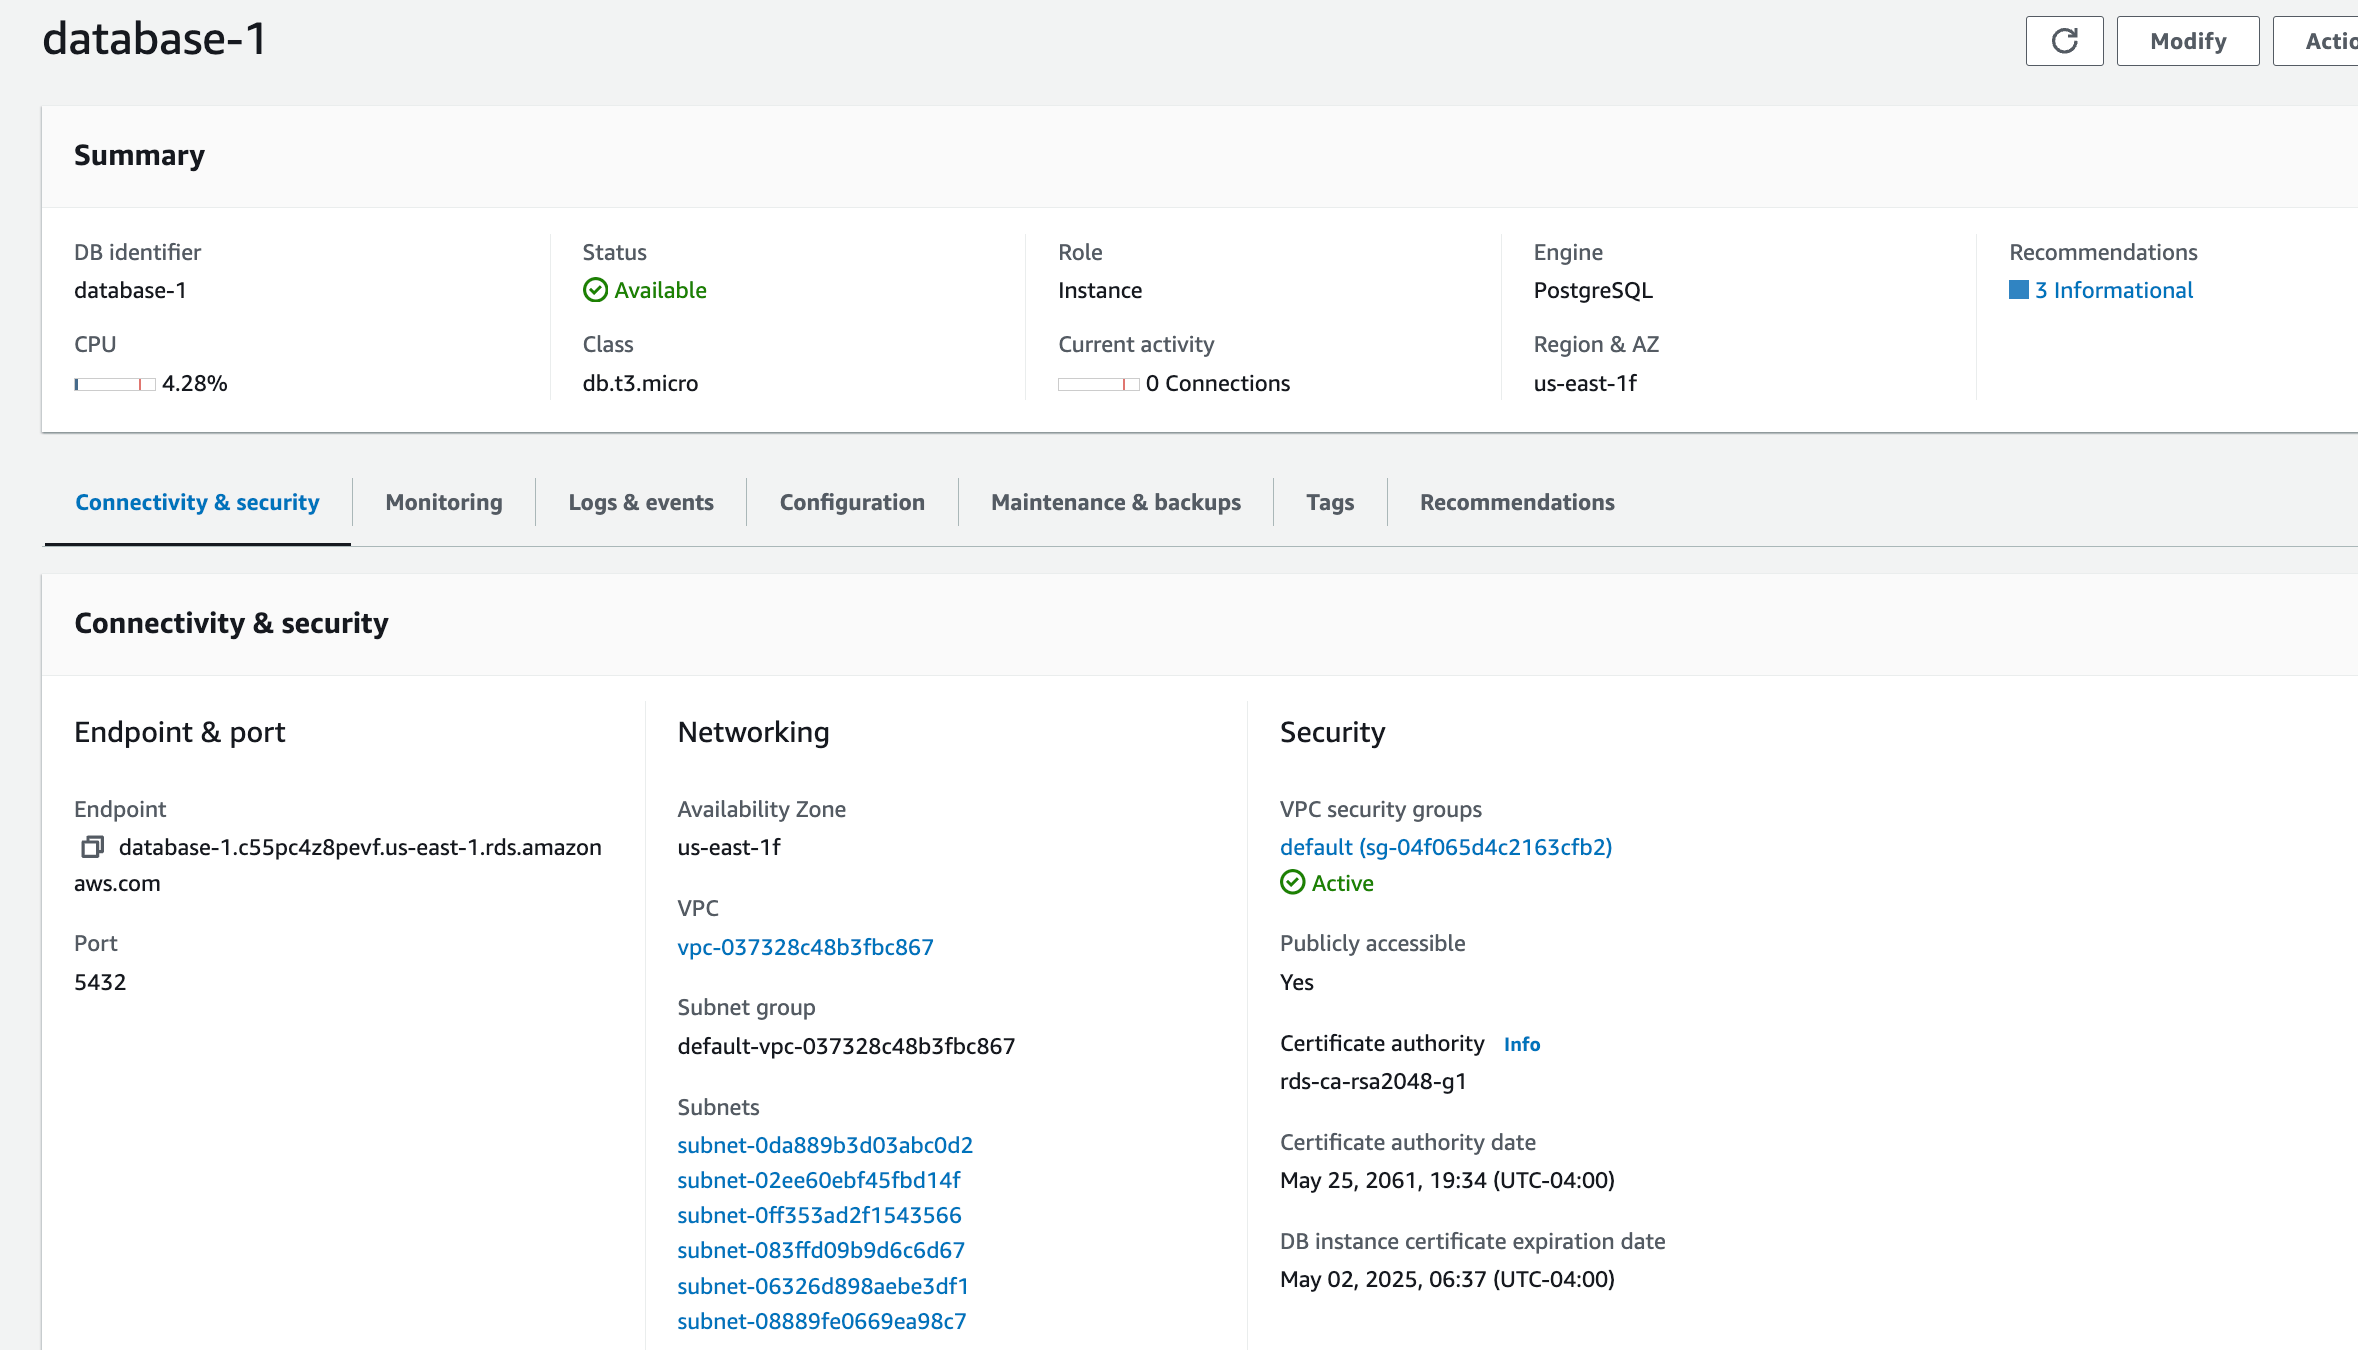 database-1
Modify
Actio
Summary
DB identifier
database-1
Status
Available
Role
Instance
Engine
PostgreSQL
Recommendations
3 Informational
CPU
4.28%
Class
db.t3.micro
Current activity
0 Connections
Region & AZ
us-east-1f
Connectivity & security
Monitoring
Logs & events
Configuration
Maintenance & backups
Tags
Recommendations
Connectivity & security
Endpoint & port
Endpoint
database-1.c55pc4z8pevf.us-east-1.rds.amazon
aws.com
Port
5432
Networking
Availability Zone
us-east-1f
VPC
vpc-037328c48b3fbc867
Subnet group
default-vpc-037328c48b3fbc867
Subnets
subnet-0da889b3d03abc0d2
subnet-02ee60ebf45fbd14f
subnet-0ff353ad2f1543566
subnet-083ffd09b9d6c6d67
subnet-06326d898aebe3df1
subnet-08889fe0669ea98c7
Security
VPC security groups
default (sg-04f065d4c2163cfb2)
Active
Publicly accessible
Yes
Certificate authority Info
rds-ca-rsa2048-g1
Certificate authority date
May 25, 2061, 19:34 (UTC-04:00)
DB instance certificate expiration date
May 02, 2025, 06:37 (UTC-04:00)